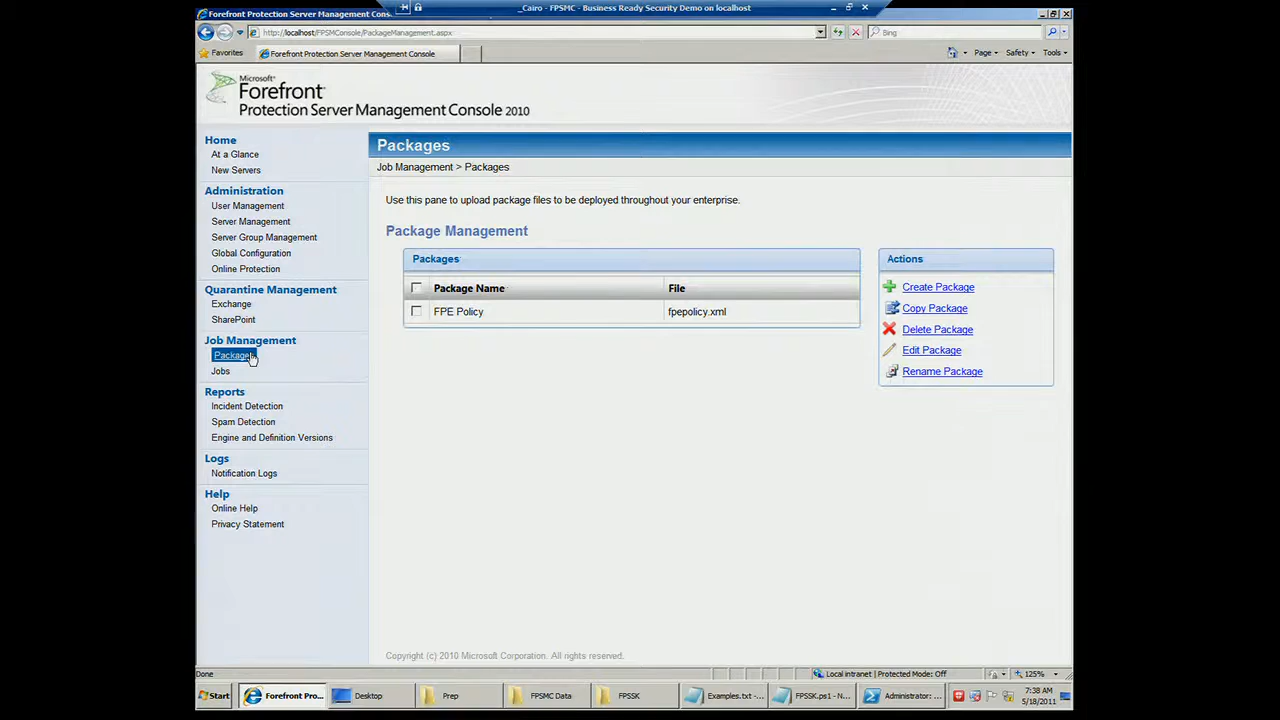 Forefront Protection Server Management Cons
_Cairo - FPSMC - Business Ready Security Demo on localhost
http://localhost/FPSMConsole/PackageManagement.aspx
Bing
Favorites
Forefront Protection Server Management Console
Page
Safety
Tools
Microsoft®
Forefront
Protection Server Management Console 2010
Home
At a Glance
New Servers
Administration
User Management
Server Management
Server Group Management
Global Configuration
Online Protection
Quarantine Management
Exchange
SharePoint
Job Management
Packages
Jobs
Reports
Incident Detection
Spam Detection
Engine and Definition Versions
Logs
Notification Logs
Help
Online Help
Privacy Statement
Packages
Job Management > Packages
Use this pane to upload package files to be deployed throughout your enterprise.
Package Management
Packages
Package Name File
FPE Policy fpepolicy.xml
Actions
Create Package
Copy Package
Delete Package
Edit Package
Rename Package
Copyright (c) 2010 Microsoft Corporation. All rights reserved.
Done
Local intranet | Protected Mode: Off
125%
Start
Forefront Pro...
Desktop
Prep
FPSMC Data
FPSSK
Examples.txt -...
FPSSK.ps1 - N...
Administrator: ...
7:38 AM
5/18/2011